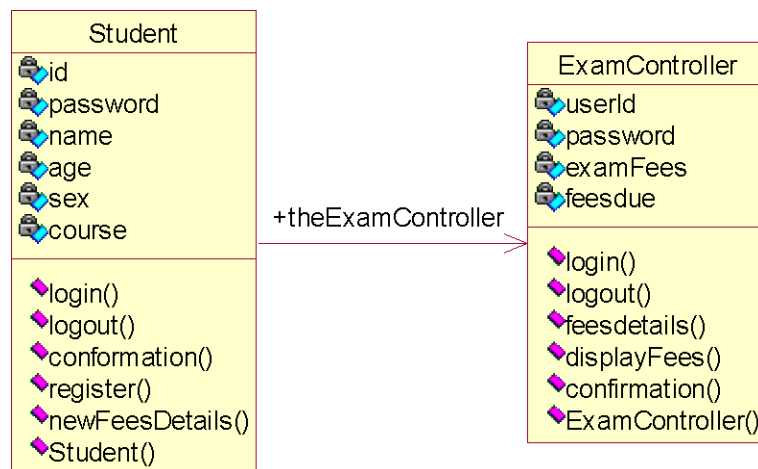 Student
id
password
name
age
sex
course
login()
logout()
conformation()
register()
newFeesDetails()
Student()
+theExamController
ExamController
userId
password
examFees
feesdue
login()
logout()
feesdetails()
displayFees()
confirmation()
ExamController()